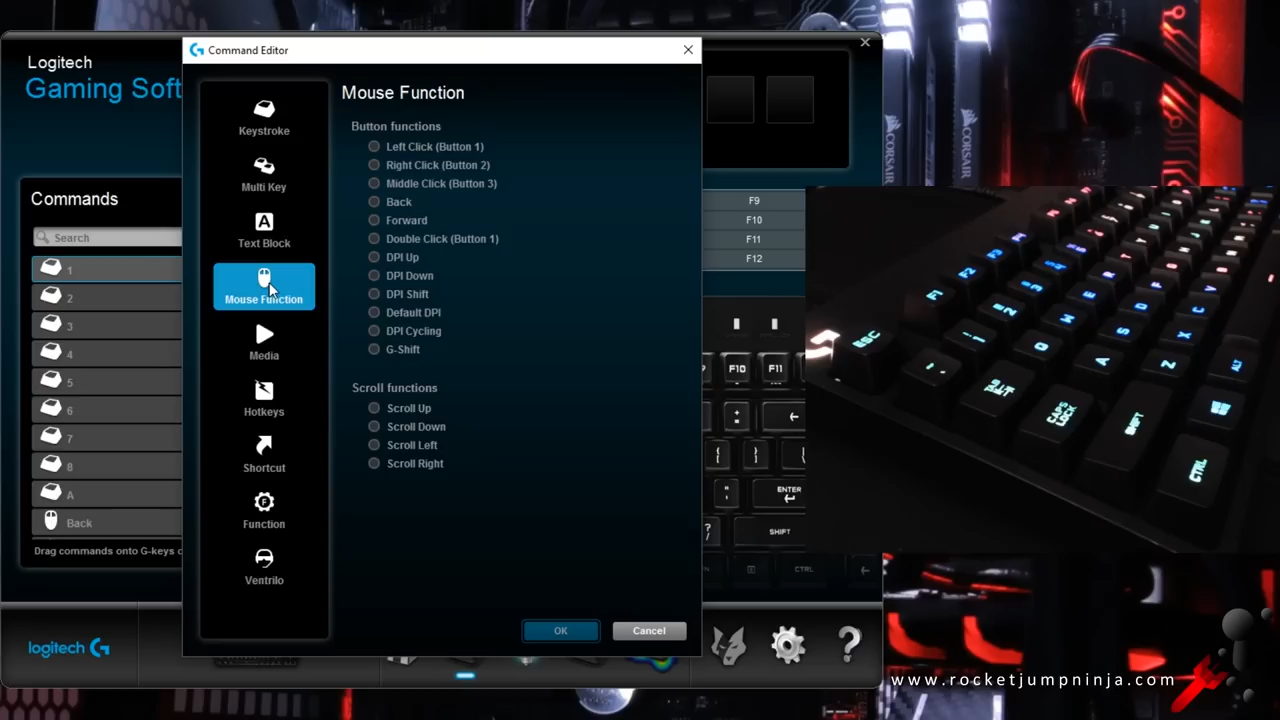 Logitech
Gaming Soft
Command Editor
Mouse Function
Button functions
Left Click (Button 1)
Right Click (Button 2)
Middle Click (Button 3)
Back
Forward
Double Click (Button 1)
DPI Up
DPI Down
DPI Shift
Default DPI
DPI Cycling
G-Shift
Scroll functions
Scroll Up
Scroll Down
Scroll Left
Scroll Right
Keystroke
Multi Key
A
Text Block
Mouse Function
Media
Hotkeys
Shortcut
F
Function
Ventrilo
OK
Cancel
Commands
Search
1
2
3
4
5
6
7
8
A
Back
Drag commands onto G-keys
F9
F10
F11
F12
F10
F11
ENTER
SHIFT
CTRL
logitech G
CORSAIR
CORSAIR
ESC
F1
F2
F3
Q
W
A
S
Z
X
CAPS LOCK
SHIFT
CTRL
ALT
www.rocketjumpninja.com